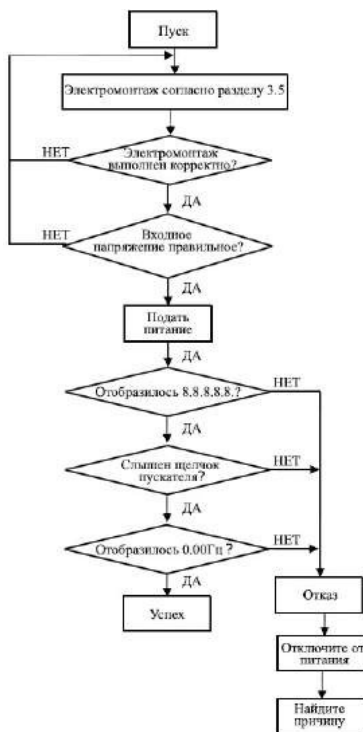 Пуск
Электромонтаж согласно разделу 3.5
НЕТ
Электромонтаж
выполнен корректно?
ДА
НЕТ
Входное
напряжение правильное?
ДА
Подать
питание
ДА
Отобразилось 8.8.8.8.8.?
НЕТ
ДА
Слышен щелчок
пускателя?
НЕТ
ДА
Отобразилось 0.00Гц ?
НЕТ
ДА
Успех
Отказ
Отключите от
питания
Найдите
причину